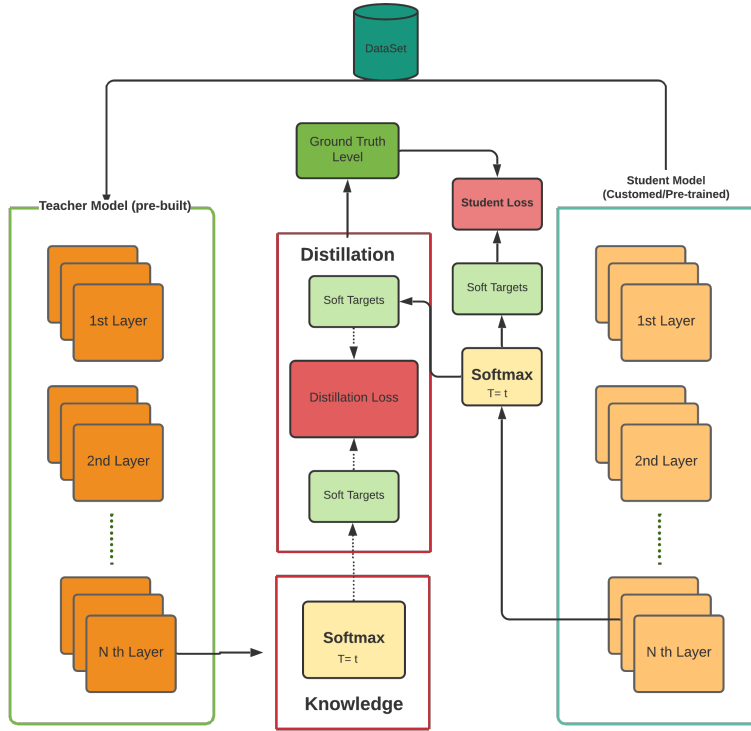 DataSet
Ground Truth
Level
Student Loss
Teacher Model (pre-built)
Student Model
(Customed/Pre-trained)
Distillation
Soft Targets
Soft Targets
1st Layer
1st Layer
Softmax
T= t
Distillation Loss
2nd Layer
2nd Layer
Soft Targets
Softmax
T= t
N th Layer
N th Layer
Knowledge